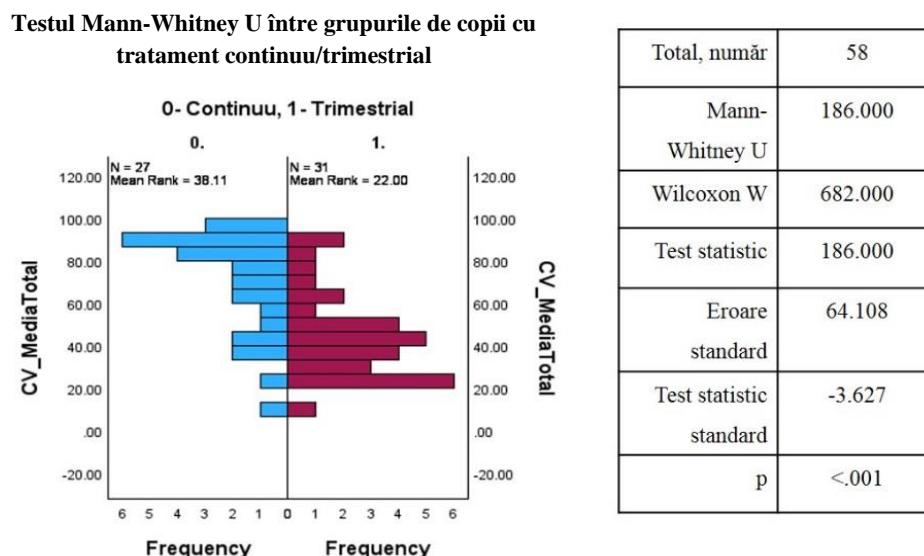 Testul Mann-Whitney U între grupurile de copii cu
tratament continuu/trimestrial
0- Continuu, 1- Trimestrial
0.
1.
N = 27
Mean Rank = 38.11
N = 31
Mean Rank = 22.00
CV_MediaTotal
120.00
100.00
80.00
60.00
40.00
20.00
.00
-20.00
120.00
100.00
80.00
60.00
40.00
20.00
.00
-20.00
CV_MediaTotal
6 5 4 3 2 1 0 1 2 3 4 5 6
Frequency
Frequency
Total, număr 58
Mann-
Whitney U
186.000
Wilcoxon W 682.000
Test statistic 186.000
Eroare
standard
64.108
Test statistic
standard
-3.627
p <.001